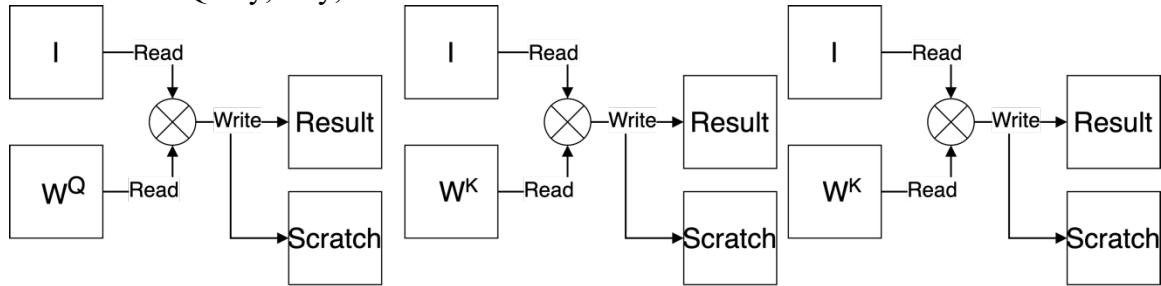 I Read I Read I Read
Write Result Write Result Write Result
W^Q Read W^K Read W^K Read
Scratch Scratch Scratch